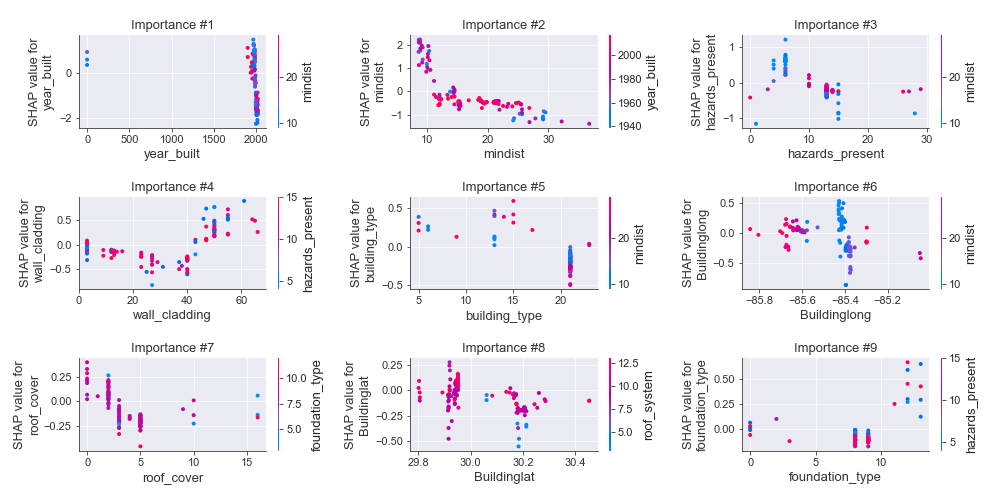 Importance #1
SHAP value for
year_built
0
−2
0
500
1000
1500
2000
year_built
20
10
mindist
Importance #2
SHAP value for
mindist
2
1
0
−1
10
20
30
mindist
2000
1980
1960
1940
year_built
Importance #3
SHAP value for
hazards_present
1
0
−1
0
10
20
30
hazards_present
20
10
mindist
Importance #4
SHAP value for
wall_cladding
0.5
0.0
−0.5
0
20
40
60
wall_cladding
15
10
5
hazards_present
Importance #5
SHAP value for
building_type
0.5
0.0
−0.5
5
10
15
20
building_type
20
10
mindist
Importance #6
SHAP value for
Buildinglong
0.5
0.0
−0.5
−85.8
−85.6
−85.4
−85.2
Buildinglong
20
10
mindist
Importance #7
SHAP value for
roof_cover
0.25
0.00
−0.25
0
5
10
15
roof_cover
10.0
7.5
5.0
foundation_type
Importance #8
SHAP value for
Buildinglat
0.25
0.00
−0.25
−0.50
29.8
30.0
30.2
30.4
Buildinglat
12.5
10.0
7.5
5.0
roof_system
Importance #9
SHAP value for
foundation_type
0.50
0.25
0.00
0
5
10
foundation_type
15
10
5
hazards_present